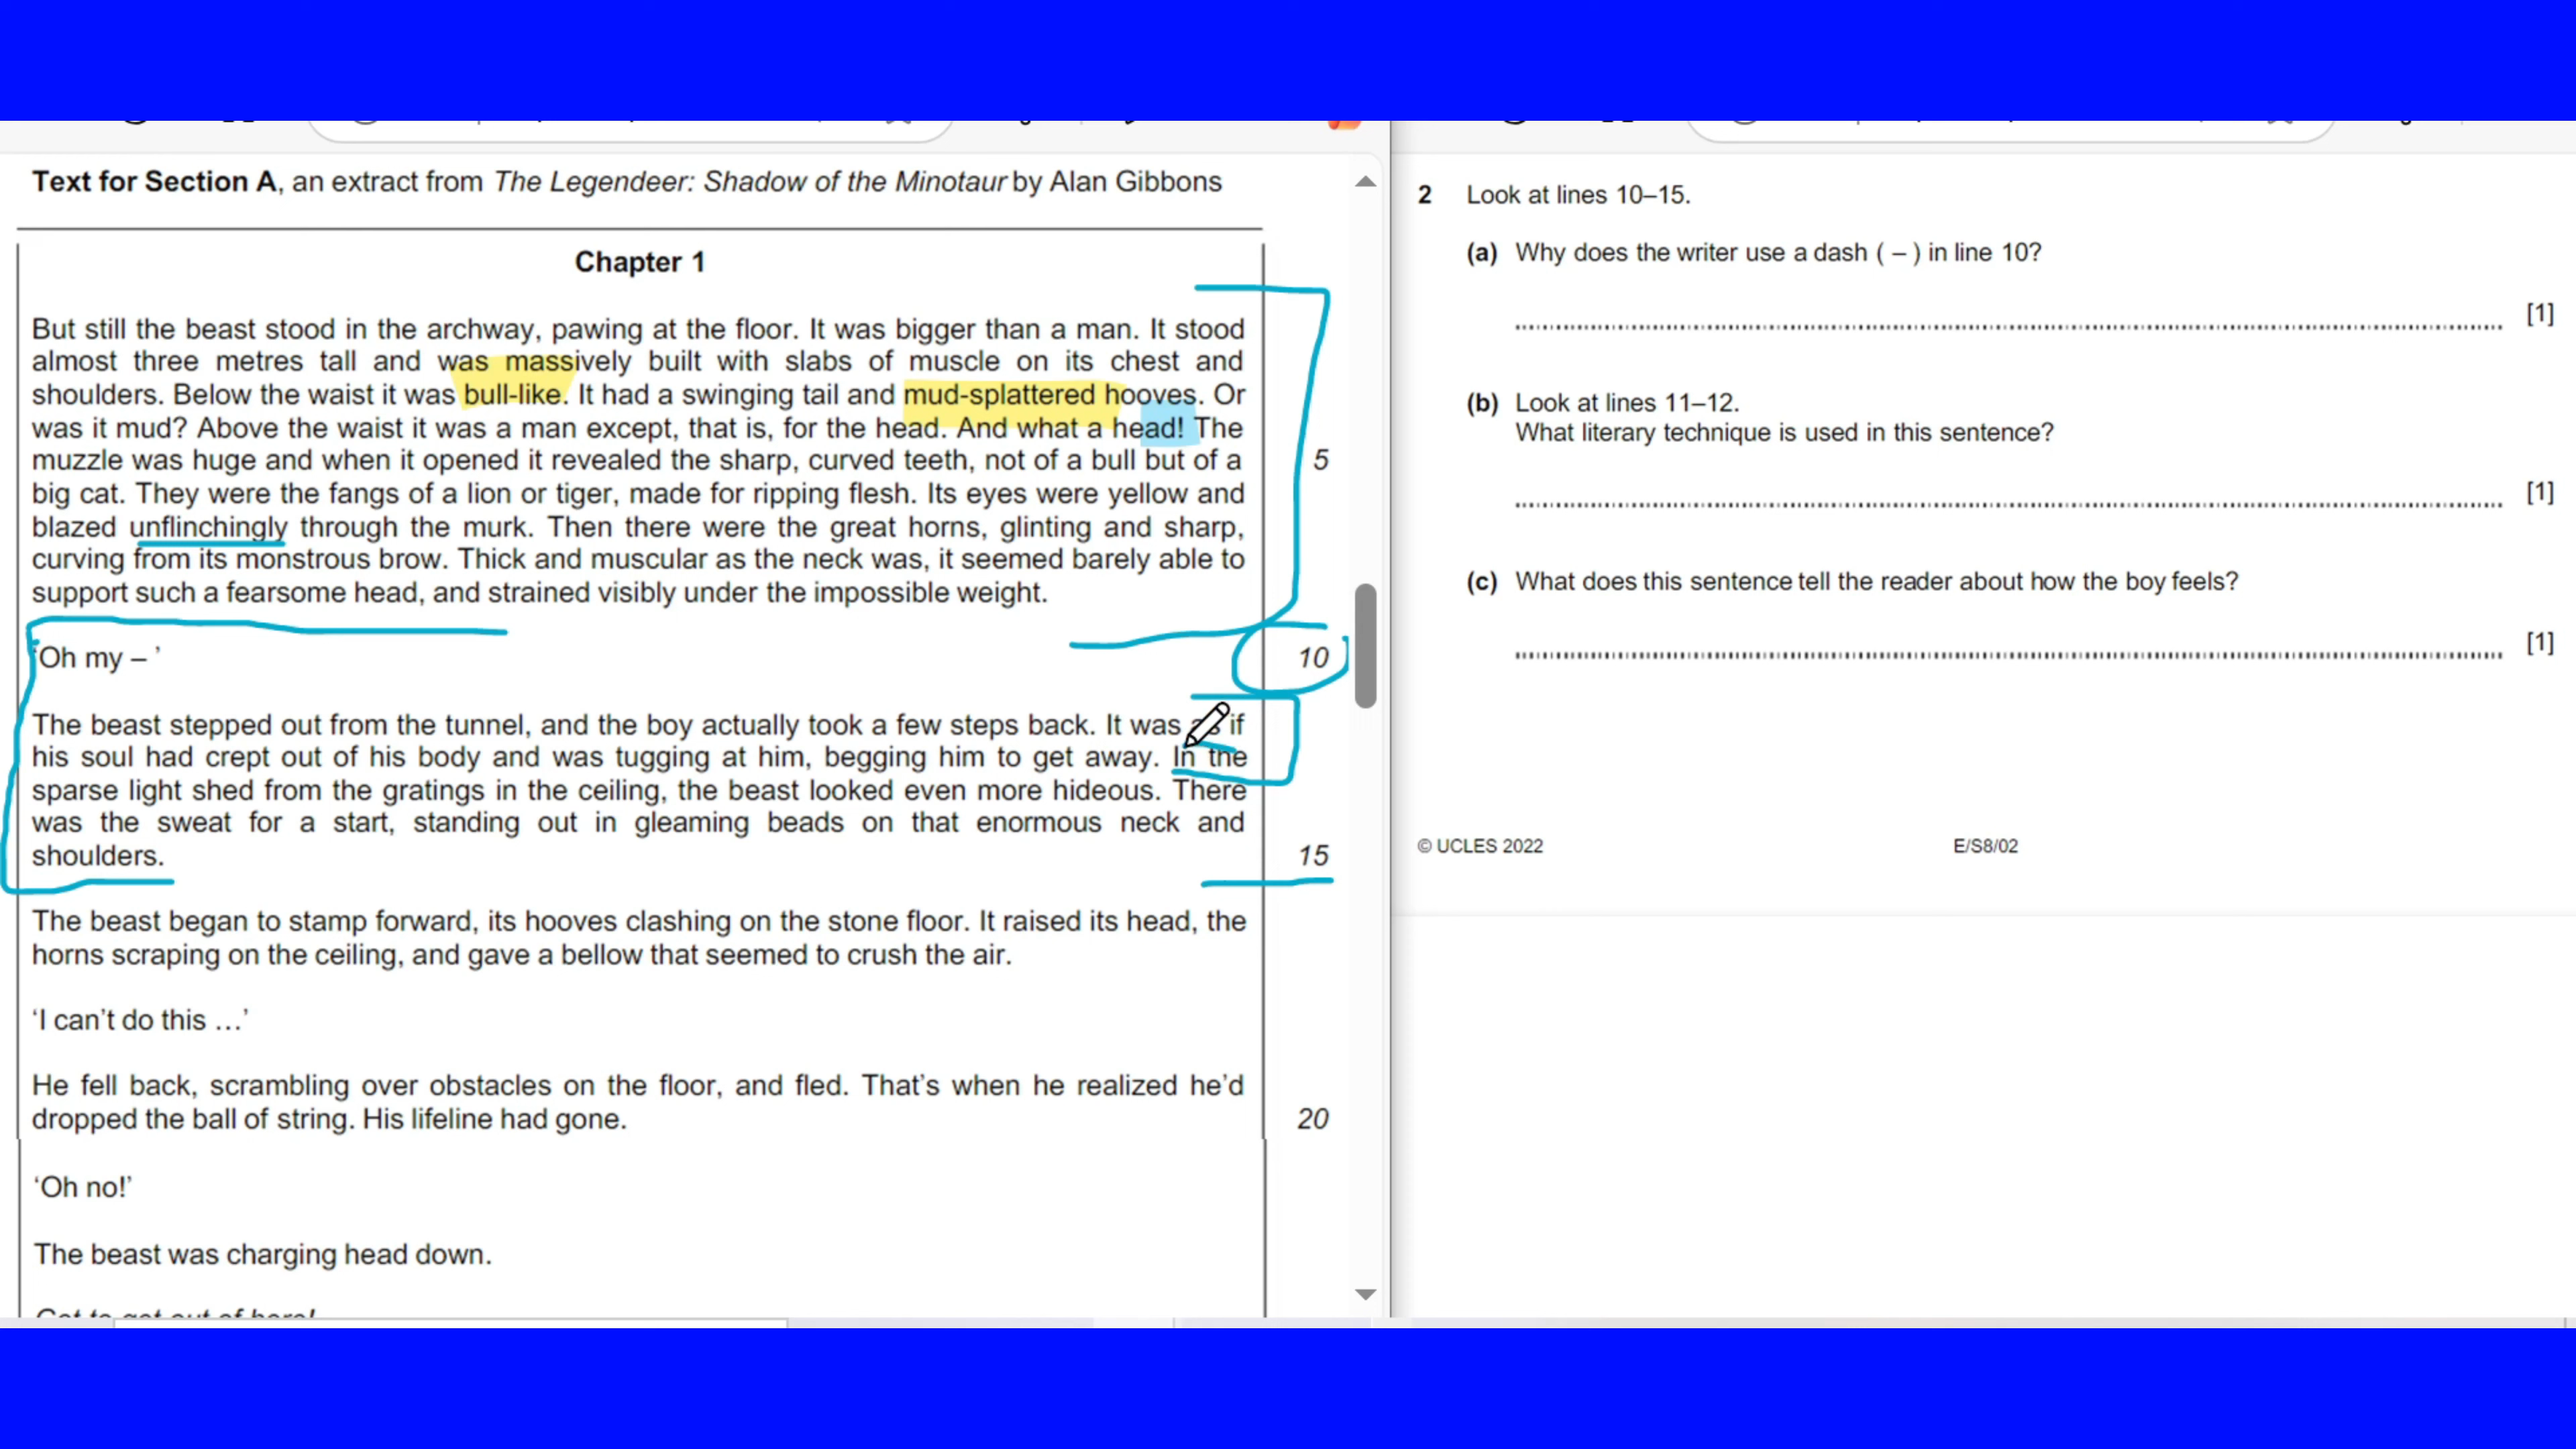 Text for Section A, an extract from The Legendeer: Shadow of the Minotaur by Alan Gibbons
Chapter 1
But still the beast stood in the archway, pawing at the floor. It was bigger than a man. It stood
almost three metres tall and was massively built with slabs of muscle on its chest and
shoulders. Below the waist it was bull-like. It had a swinging tail and mud-splattered hooves. Or
was it mud? Above the waist it was a man except, that is, for the head. And what a head! The
muzzle was huge and when it opened it revealed the sharp, curved teeth, not of a bull but of a
5
big cat. They were the fangs of a lion or tiger, made for ripping flesh. Its eyes were yellow and
blazed unflinchingly through the murk. Then there were the great horns, glinting and sharp,
curving from its monstrous brow. Thick and muscular as the neck was, it seemed barely able to
support such a fearsome head, and strained visibly under the impossible weight.
‘Oh my – ’
10
The beast stepped out from the tunnel, and the boy actually took a few steps back. It was as if
his soul had crept out of his body and was tugging at him, begging him to get away. In the
sparse light shed from the gratings in the ceiling, the beast looked even more hideous. There
was the sweat for a start, standing out in gleaming beads on that enormous neck and
shoulders.
15
The beast began to stamp forward, its hooves clashing on the stone floor. It raised its head, the
horns scraping on the ceiling, and gave a bellow that seemed to crush the air.
‘I can’t do this …’
He fell back, scrambling over obstacles on the floor, and fled. That’s when he realized he’d
dropped the ball of string. His lifeline had gone.
20
‘Oh no!’
The beast was charging head down.
Got to get out of here!
2 Look at lines 10–15.
(a) Why does the writer use a dash ( – ) in line 10?
[1]
(b) Look at lines 11–12.
What literary technique is used in this sentence?
[1]
(c) What does this sentence tell the reader about how the boy feels?
[1]
© UCLES 2022
E/S8/02